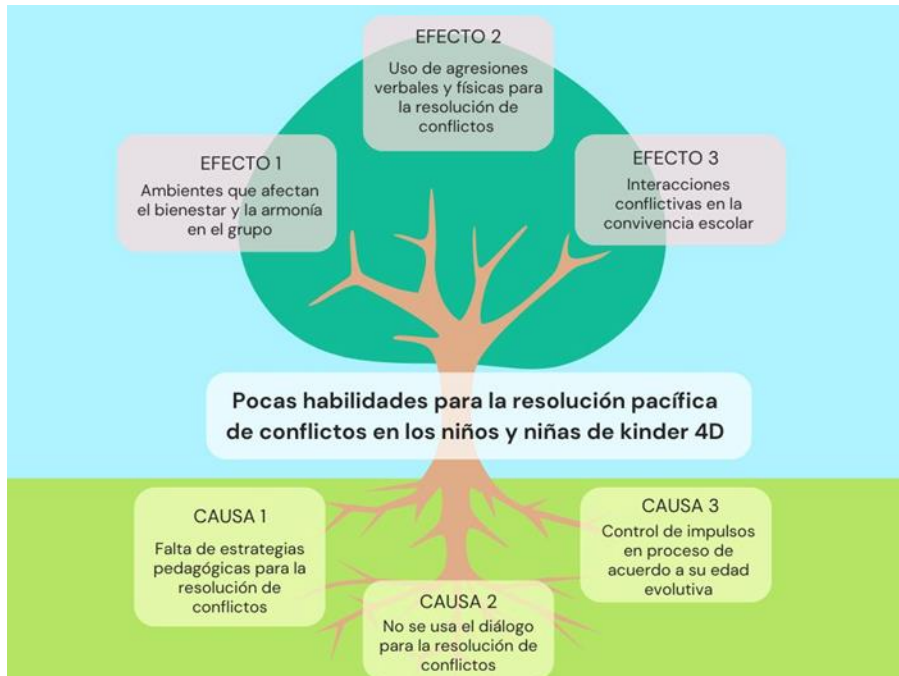 EFECTO 2
Uso de agresiones
verbales y físicas para
la resolución de
conflictos
EFECTO 1
Ambientes que afectan
el bienestar y la armonía
en el grupo
EFECTO 3
Interacciones
conflictivas en la
convivencia escolar
Pocas habilidades para la resolución pacífica
de conflictos en los niños y niñas de kinder 4D
CAUSA 1
Falta de estrategias
pedagógicas para la
resolución de
conflictos
CAUSA 2
No se usa el diálogo
para la resolución de
conflictos
CAUSA 3
Control de impulsos
en proceso de
acuerdo a su edad
evolutiva